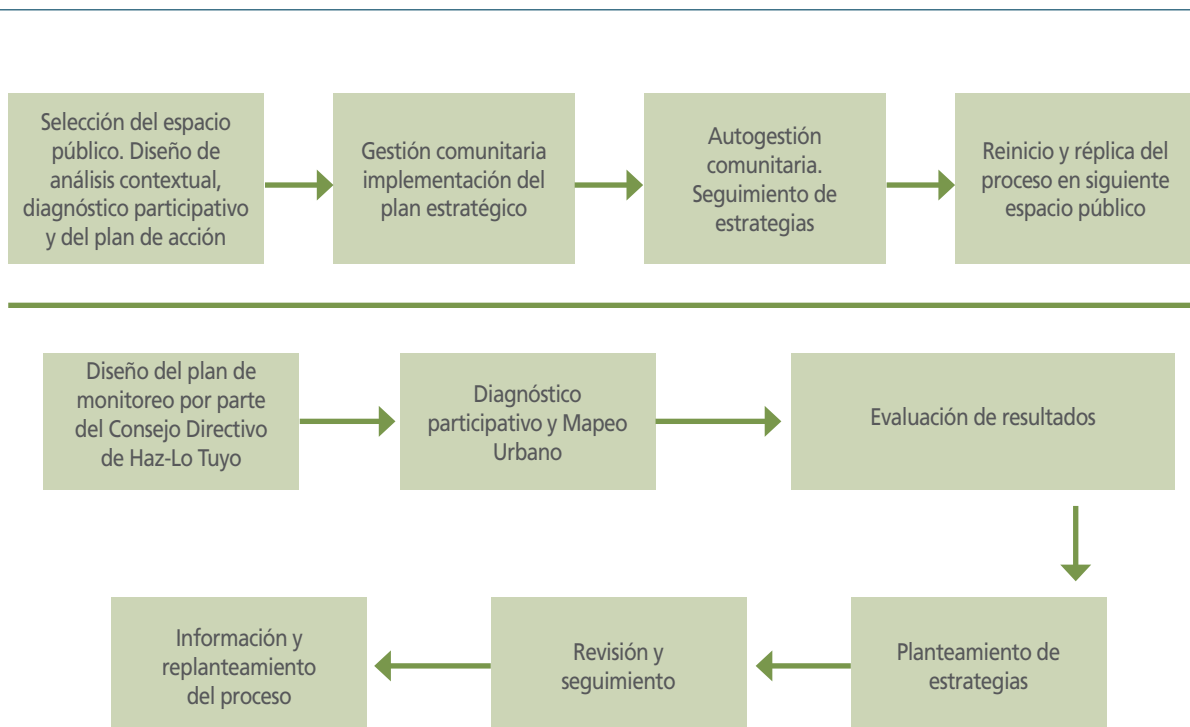 Selección del espacio
público. Diseño de
análisis contextual,
diagnóstico participativo
y del plan de acción
Gestión comunitaria
implementación del
plan estratégico
Autogestión
comunitaria.
Seguimiento de
estrategias
Reinicio y réplica del
proceso en siguiente
espacio público
Diseño del plan de
monitoreo por parte
del Consejo Directivo
de Haz-Lo Tuyo
Diagnóstico
participativo y Mapeo
Urbano
Evaluación de resultados
Planteamiento de
estrategias
Revisión y
seguimiento
Información y
replanteamiento
del proceso